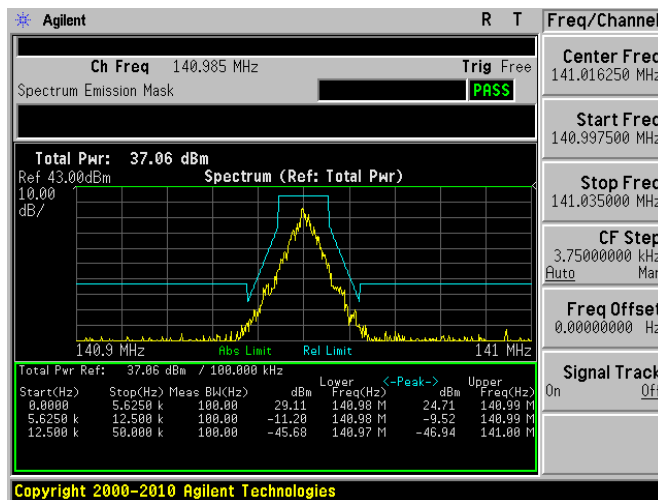 Agilent R T Freq/Channel
Ch Freq 140.985 MHz Trig Free
Spectrum Emission Mask PASS
Center Freq
141.016250 MHz
Start Freq
140.997500 MHz
Stop Freq
141.035000 MHz
CF Step
3.75000000 kHz
Auto Man
Freq Offset
0.00000000 Hz
Signal Track
On Off
Total Pwr: 37.06 dBm
Ref 43.00dBm Spectrum (Ref: Total Pwr)
10.00
dB/
140.9 MHz Abs Limit Rel Limit 141 MHz
Total Pwr Ref: 37.06 dBm / 100.000 kHz
Lower <-Peak-> Upper
Start(Hz) Stop(Hz) Meas BW(Hz) dBm Freq(Hz) dBm Freq(Hz)
0.0000 5.6250 k 100.00 29.11 140.98 M 24.71 140.99 M
5.6250 k 12.500 k 100.00 -11.20 140.98 M -9.52 140.99 M
12.500 k 50.000 k 100.00 -45.68 140.97 M -46.94 141.00 M
Copyright 2000-2010 Agilent Technologies